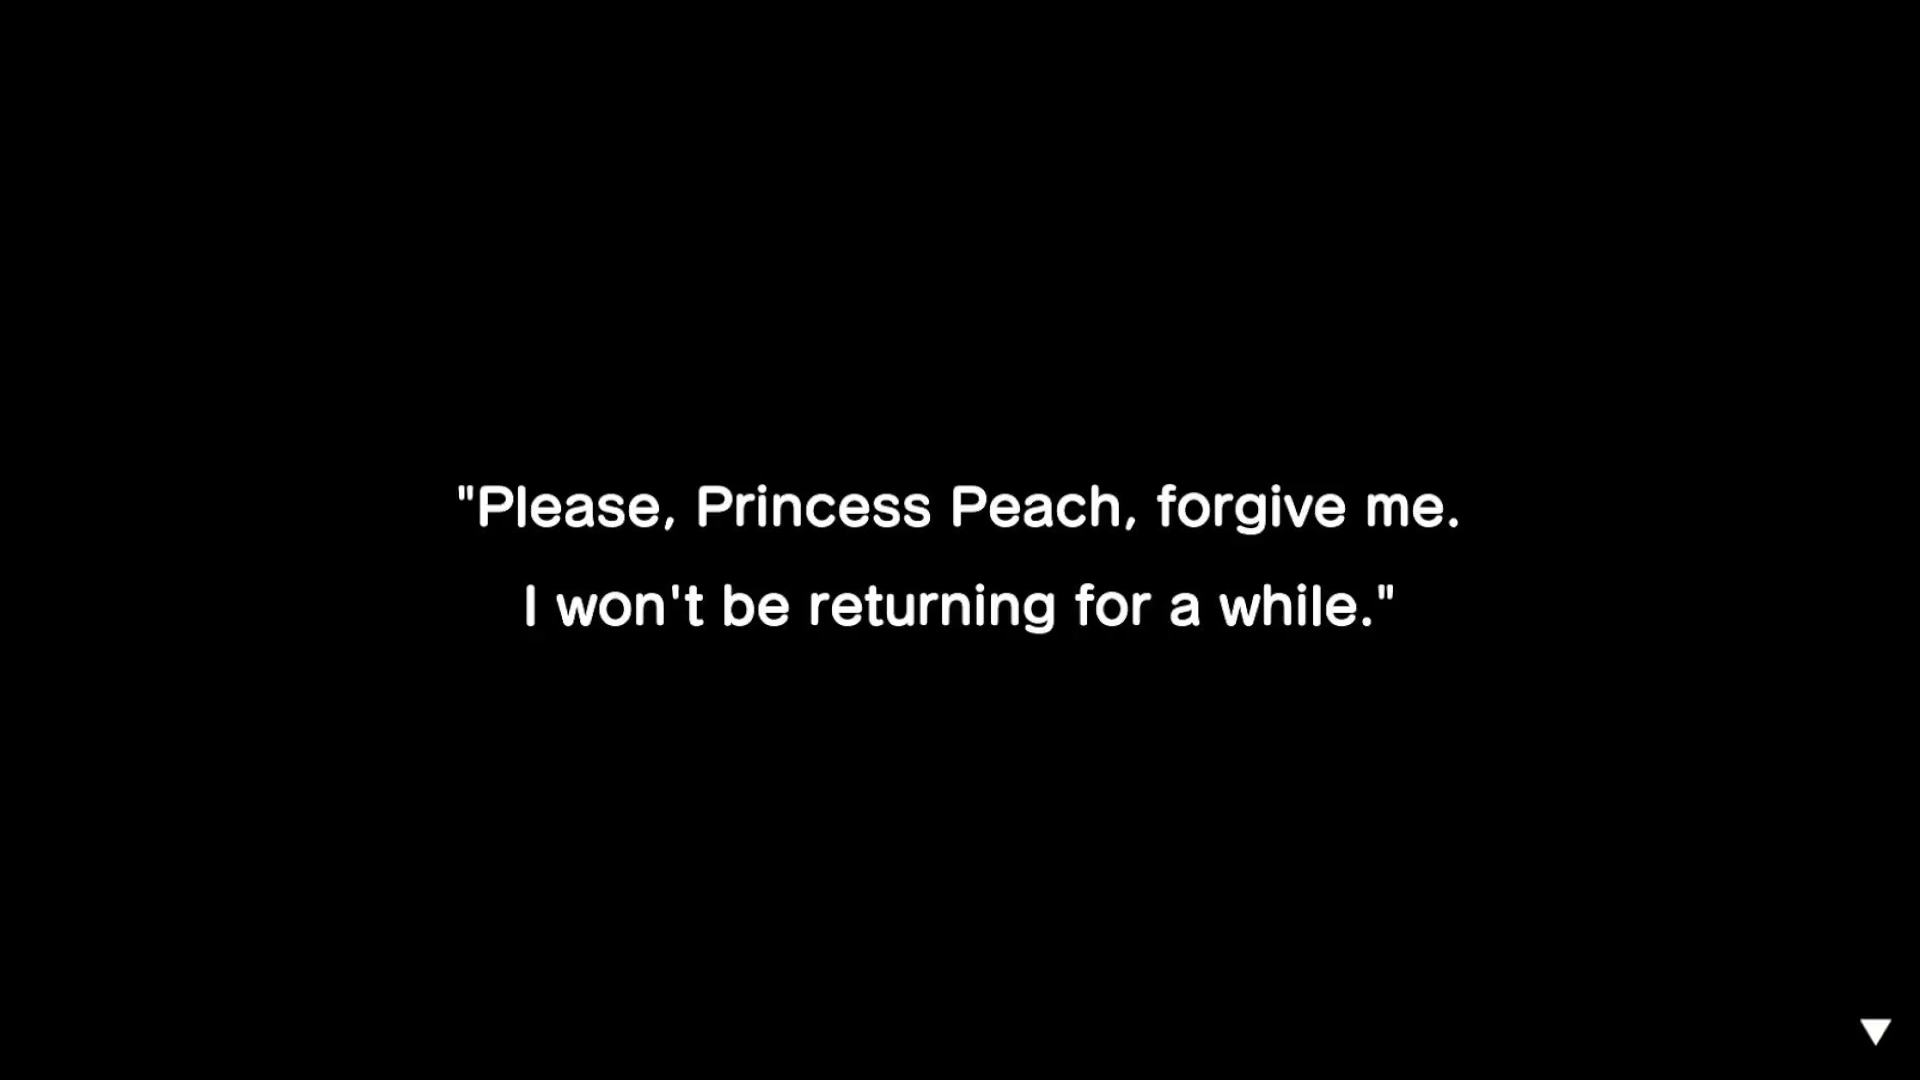 "Please, Princess Peach, forgive me.
I won't be returning for a while."